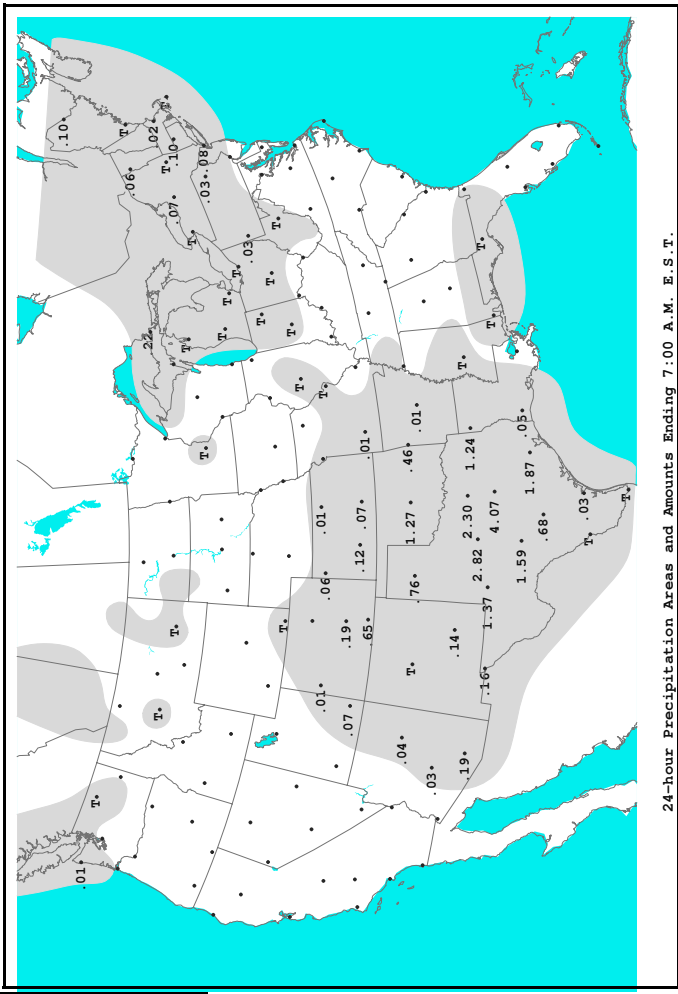 .10
T
.01
T
.06
.22
.02
T
T
T
.10
.07
T
T
T
.08
T
.03
T
T
T
.03
T
T
T
T
T
T
.01
.01
T
.06
.19
.07
.12
.07
.01
.65
.04
.46
1.27
.76
T
.01
.03
.14
T
.19
2.30
1.24
2.82
T
.16
1.37
T
4.07
1.59
.05
1.87
.68
.03
T
T
24-hour Precipitation Areas and Amounts Ending 7:00 A.M. E.S.T.